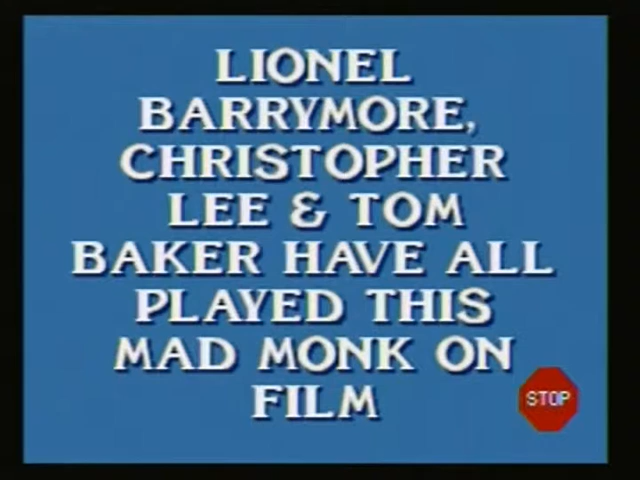 LIONEL
BARRYMORE,
CHRISTOPHER
LEE & TOM
BAKER HAVE ALL
PLAYED THIS
MAD MONK ON
FILM
STOP